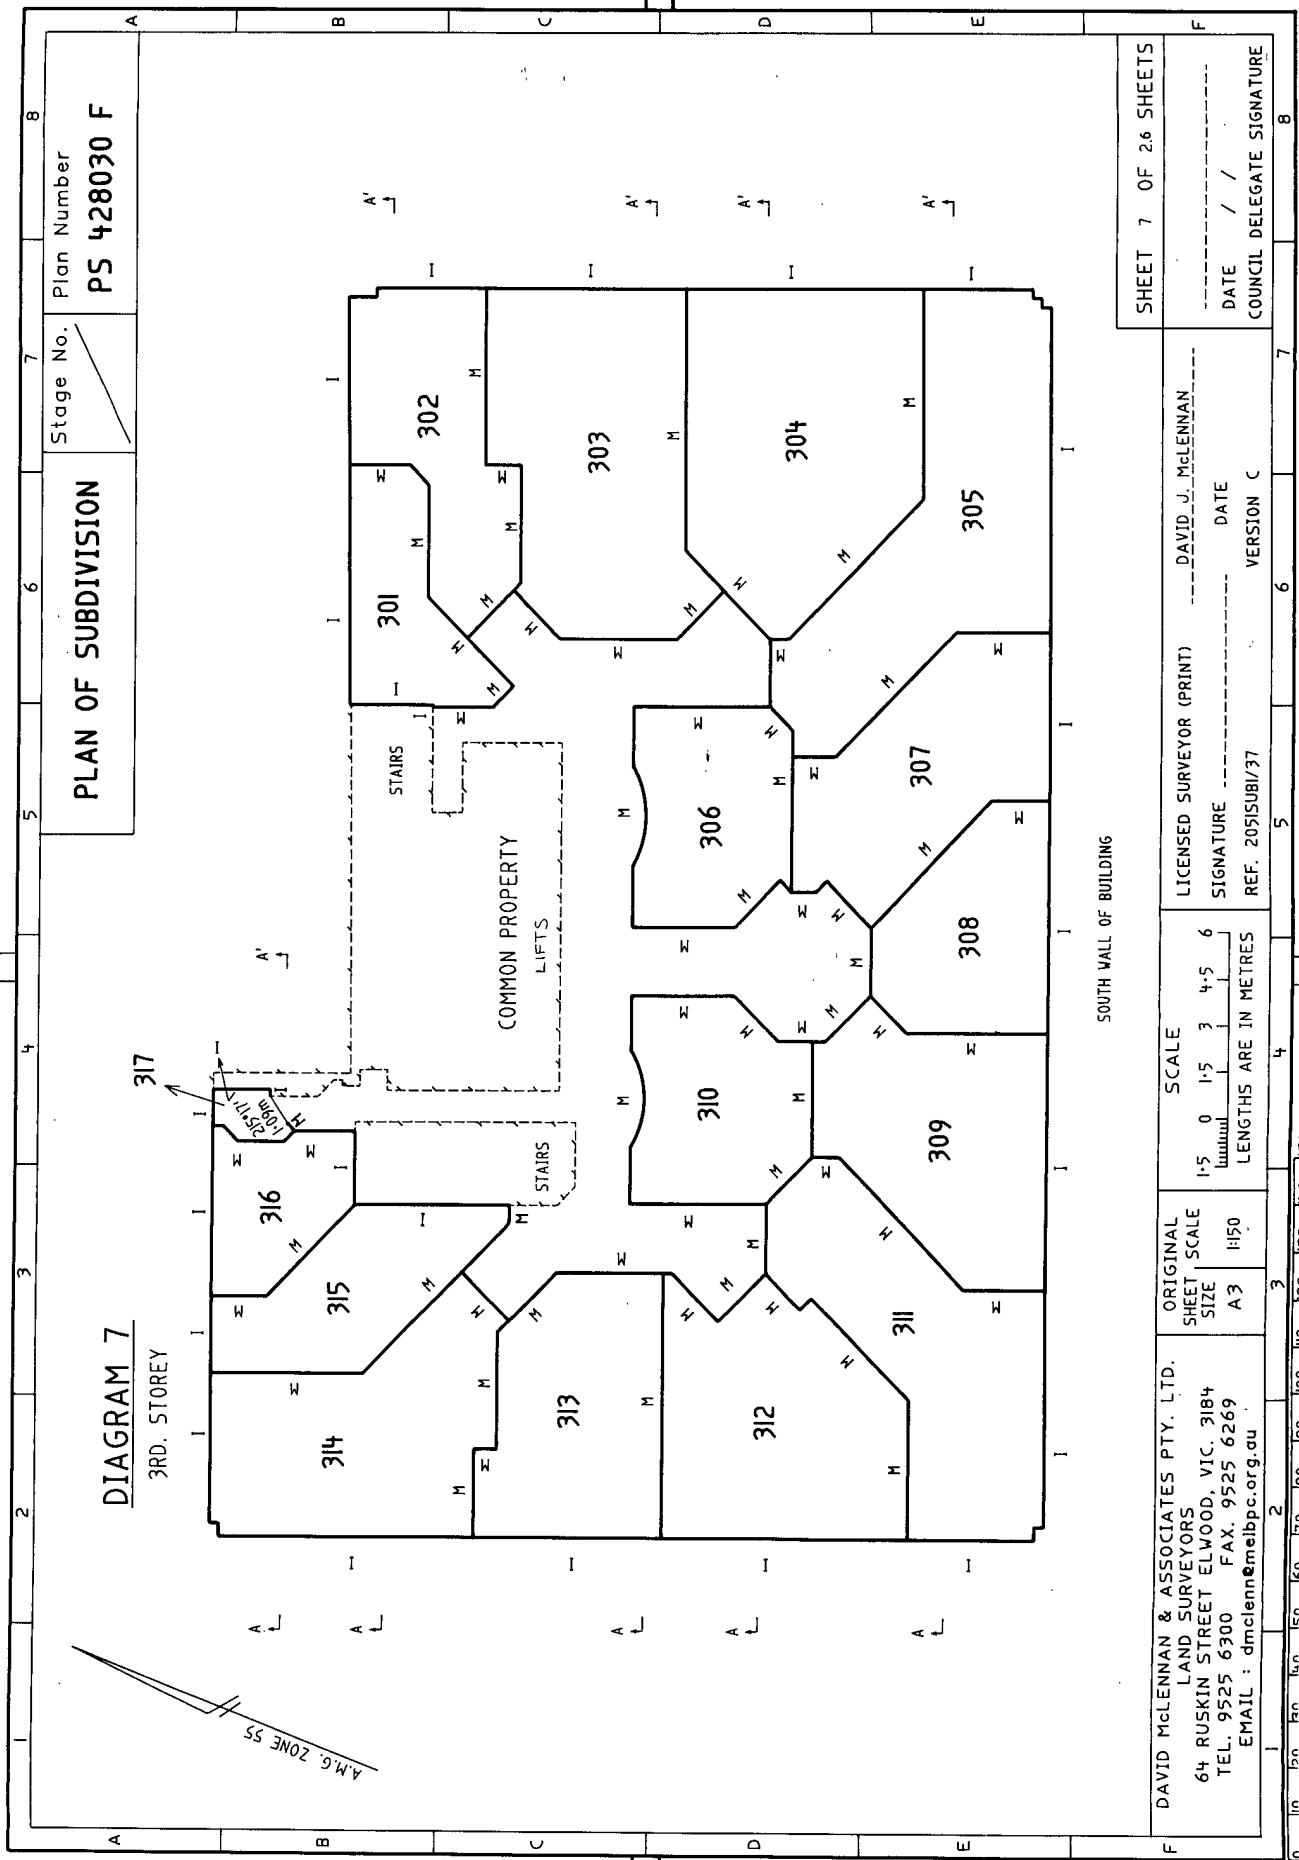 PLAN OF SUBDIVISION
Stage No.
Plan Number
PS 428030 F
DIAGRAM 7
3RD. STOREY
A.M.G. ZONE 55
317
215°17'
1·09m
316
315
314
313
312
311
310
309
308
307
306
305
304
303
302
301
STAIRS
STAIRS
COMMON PROPERTY
LIFTS
SOUTH WALL OF BUILDING
DAVID McLENNAN & ASSOCIATES PTY. LTD.
LAND SURVEYORS
64 RUSKIN STREET ELWOOD, VIC. 3184
TEL. 9525 6300 FAX. 9525 6269
EMAIL : dmclenn@melbpc.org.au
ORIGINAL
SHEET SIZE
A3
SCALE
1:150
SCALE
1·5 0 1·5 3 4·5 6
LENGTHS ARE IN METRES
LICENSED SURVEYOR (PRINT) DAVID J. McLENNAN
SIGNATURE DATE
REF. 2051SUB1/37 VERSION C
SHEET 7 OF 26 SHEETS
DATE / /
COUNCIL DELEGATE SIGNATURE